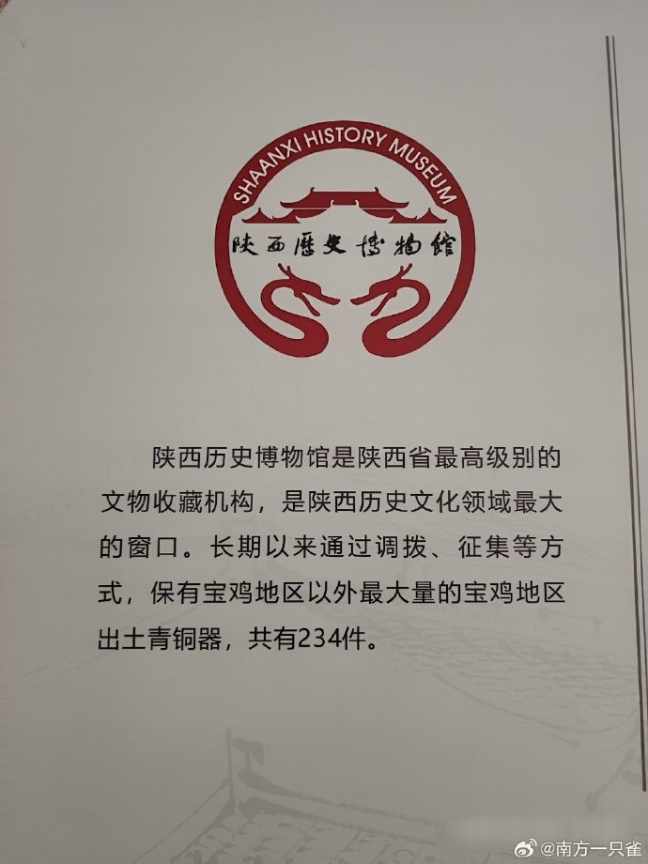 SHAANXI HISTORY MUSEUM
陕西歷史博物館
陕西历史博物馆是陕西省最高级别的
文物收藏机构，是陕西历史文化领域最大
的窗口。长期以来通过调拨、征集等方
式，保有宝鸡地区以外最大量的宝鸡地区
出土青铜器，共有234件。
@南方一只雀